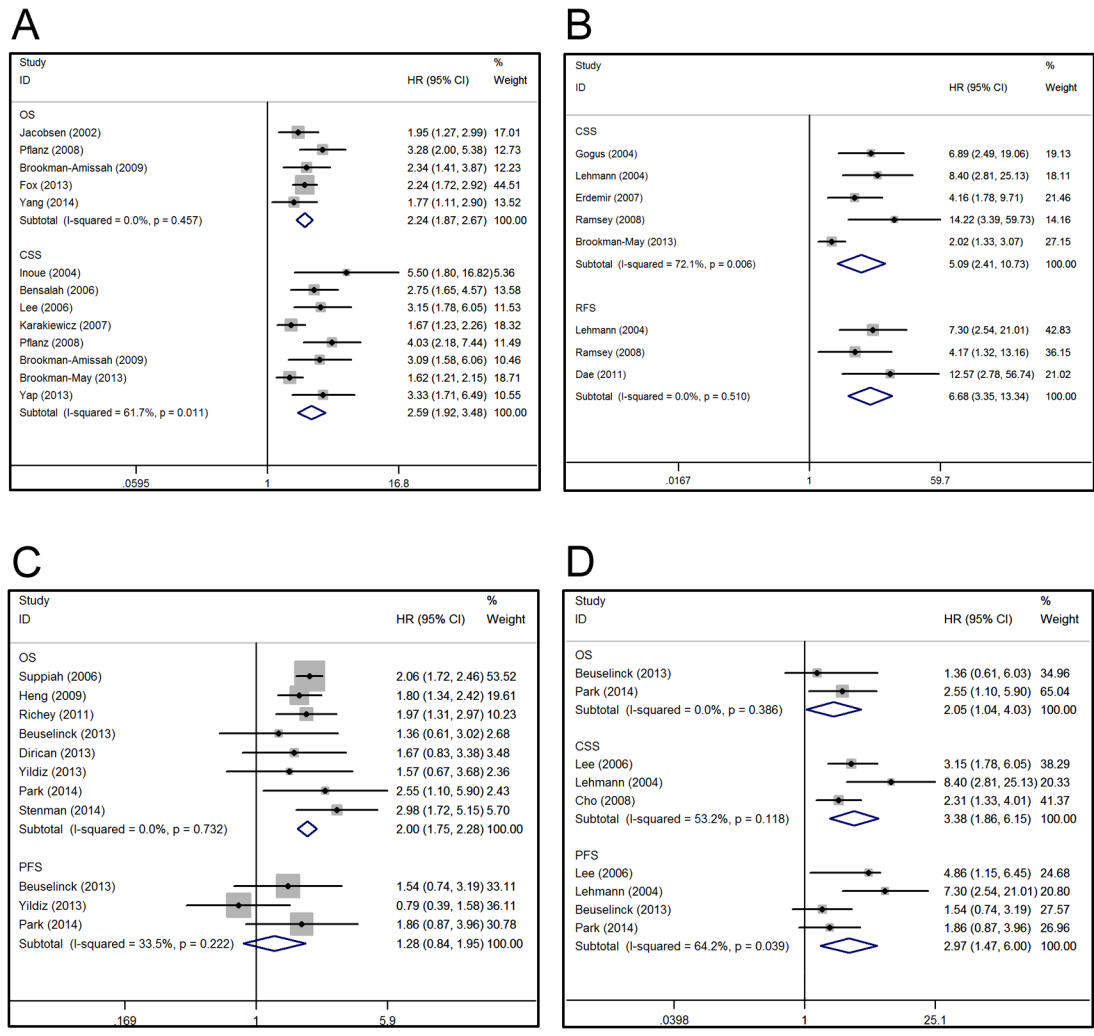 A
Study %
ID HR (95% CI) Weight
OS
Jacobsen (2002) 1.95 (1.27, 2.99) 17.01
Pflanz (2008) 3.28 (2.00, 5.38) 12.73
Brookman-Amissah (2009) 2.34 (1.41, 3.87) 12.23
Fox (2013) 2.24 (1.72, 2.92) 44.51
Yang (2014) 1.77 (1.11, 2.90) 13.52
Subtotal (I-squared = 0.0%, p = 0.457) 2.24 (1.87, 2.67) 100.00
CSS
Inoue (2004) 5.50 (1.80, 16.82) 5.36
Bensalah (2006) 2.75 (1.65, 4.57) 13.58
Lee (2006) 3.15 (1.78, 6.05) 11.53
Karakiewicz (2007) 1.67 (1.23, 2.26) 18.32
Pflanz (2008) 4.03 (2.18, 7.44) 11.49
Brookman-Amissah (2009) 3.09 (1.58, 6.06) 10.46
Brookman-May (2013) 1.62 (1.21, 2.15) 18.71
Yap (2013) 3.33 (1.71, 6.49) 10.55
Subtotal (I-squared = 61.7%, p = 0.011) 2.59 (1.92, 3.48) 100.00
.0595 1 16.8
B
Study %
ID HR (95% CI) Weight
CSS
Gogus (2004) 6.89 (2.49, 19.06) 19.13
Lehmann (2004) 8.40 (2.81, 25.13) 18.11
Erdemir (2007) 4.16 (1.78, 9.71) 21.46
Ramsey (2008) 14.22 (3.39, 59.73) 14.16
Brookman-May (2013) 2.02 (1.33, 3.07) 27.15
Subtotal (I-squared = 72.1%, p = 0.006) 5.09 (2.41, 10.73) 100.00
RFS
Lehmann (2004) 7.30 (2.54, 21.01) 42.83
Ramsey (2008) 4.17 (1.32, 13.16) 36.15
Dae (2011) 12.57 (2.78, 56.74) 21.02
Subtotal (I-squared = 0.0%, p = 0.510) 6.68 (3.35, 13.34) 100.00
.0167 1 59.7
C
Study %
ID HR (95% CI) Weight
OS
Suppiah (2006) 2.06 (1.72, 2.46) 53.52
Heng (2009) 1.80 (1.34, 2.42) 19.61
Richey (2011) 1.97 (1.31, 2.97) 10.23
Beuselinck (2013) 1.36 (0.61, 3.02) 2.68
Dirican (2013) 1.67 (0.83, 3.38) 3.48
Yildiz (2013) 1.57 (0.67, 3.68) 2.36
Park (2014) 2.55 (1.10, 5.90) 2.43
Stenman (2014) 2.98 (1.72, 5.15) 5.70
Subtotal (I-squared = 0.0%, p = 0.732) 2.00 (1.75, 2.28) 100.00
PFS
Beuselinck (2013) 1.54 (0.74, 3.19) 33.11
Yildiz (2013) 0.79 (0.39, 1.58) 36.11
Park (2014) 1.86 (0.87, 3.96) 30.78
Subtotal (I-squared = 33.5%, p = 0.222) 1.28 (0.84, 1.95) 100.00
.169 1 5.9
D
Study %
ID HR (95% CI) Weight
OS
Beuselinck (2013) 1.36 (0.61, 6.03) 34.96
Park (2014) 2.55 (1.10, 5.90) 65.04
Subtotal (I-squared = 0.0%, p = 0.386) 2.05 (1.04, 4.03) 100.00
CSS
Lee (2006) 3.15 (1.78, 6.05) 38.29
Lehmann (2004) 8.40 (2.81, 25.13) 20.33
Cho (2008) 2.31 (1.33, 4.01) 41.37
Subtotal (I-squared = 53.2%, p = 0.118) 3.38 (1.86, 6.15) 100.00
PFS
Lee (2006) 4.86 (1.15, 6.45) 24.68
Lehmann (2004) 7.30 (2.54, 21.01) 20.80
Beuselinck (2013) 1.54 (0.74, 3.19) 27.57
Park (2014) 1.86 (0.87, 3.96) 26.96
Subtotal (I-squared = 64.2%, p = 0.039) 2.97 (1.47, 6.00) 100.00
.0398 1 25.1